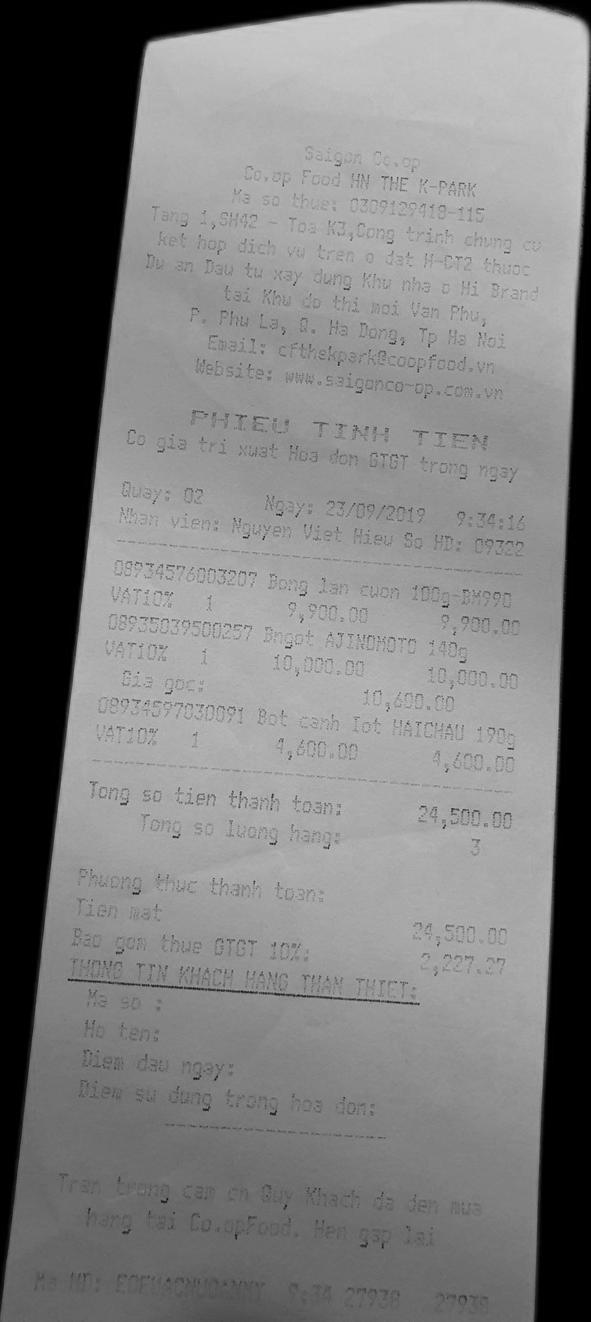 Saigon Co.op
Co.op Food HN THE K-PARK
Ma so thue: 0309129418-115
Tang 1,SH42 - Toa K3,Cong trinh chung cu
ket hop dich vu tren o dat H-CT2 thuoc
Du an Dau tu xay dung Khu nha o Hi Brand
tai Khu do thi moi Van Phu,
P. Phu La, Q. Ha Dong, Tp Ha Noi
Email: cfthekpark@coopfood.vn
Website: www.saigonco-op.com.vn
PHIEU TINH TIEN
Co gia tri xuat Hoa don GTGT trong ngay
Quay: 02 Ngay: 23/09/2019 9:34:16
Nhan vien: Nguyen Viet Hieu So HD: 09322
08934576003207 Bong lan cuon 100g-BM990
VAT10% 1 9,900.00 9,900.00
08935039500257 Bngot AJINOMOTO 140g
VAT10% 1 10,000.00 10,000.00
Gia goc: 10,600.00
08934597030091 Bot canh Iot HAICHAU 190g
VAT10% 1 4,600.00 4,600.00
Tong so tien thanh toan: 24,500.00
Tong so luong hang: 3
Phuong thuc thanh toan:
Tien mat 24,500.00
Bao gom thue GTGT 10%: 2,227.27
THONG TIN KHACH HANG THAN THIET:
Ma so :
Ho ten:
Diem dau ngay:
Diem su dung trong hoa don:
Tran trong cam on Quy Khach da den mua
hang tai Co.opFood. Hen gap lai
Ma HD: 9:34 27938 27938